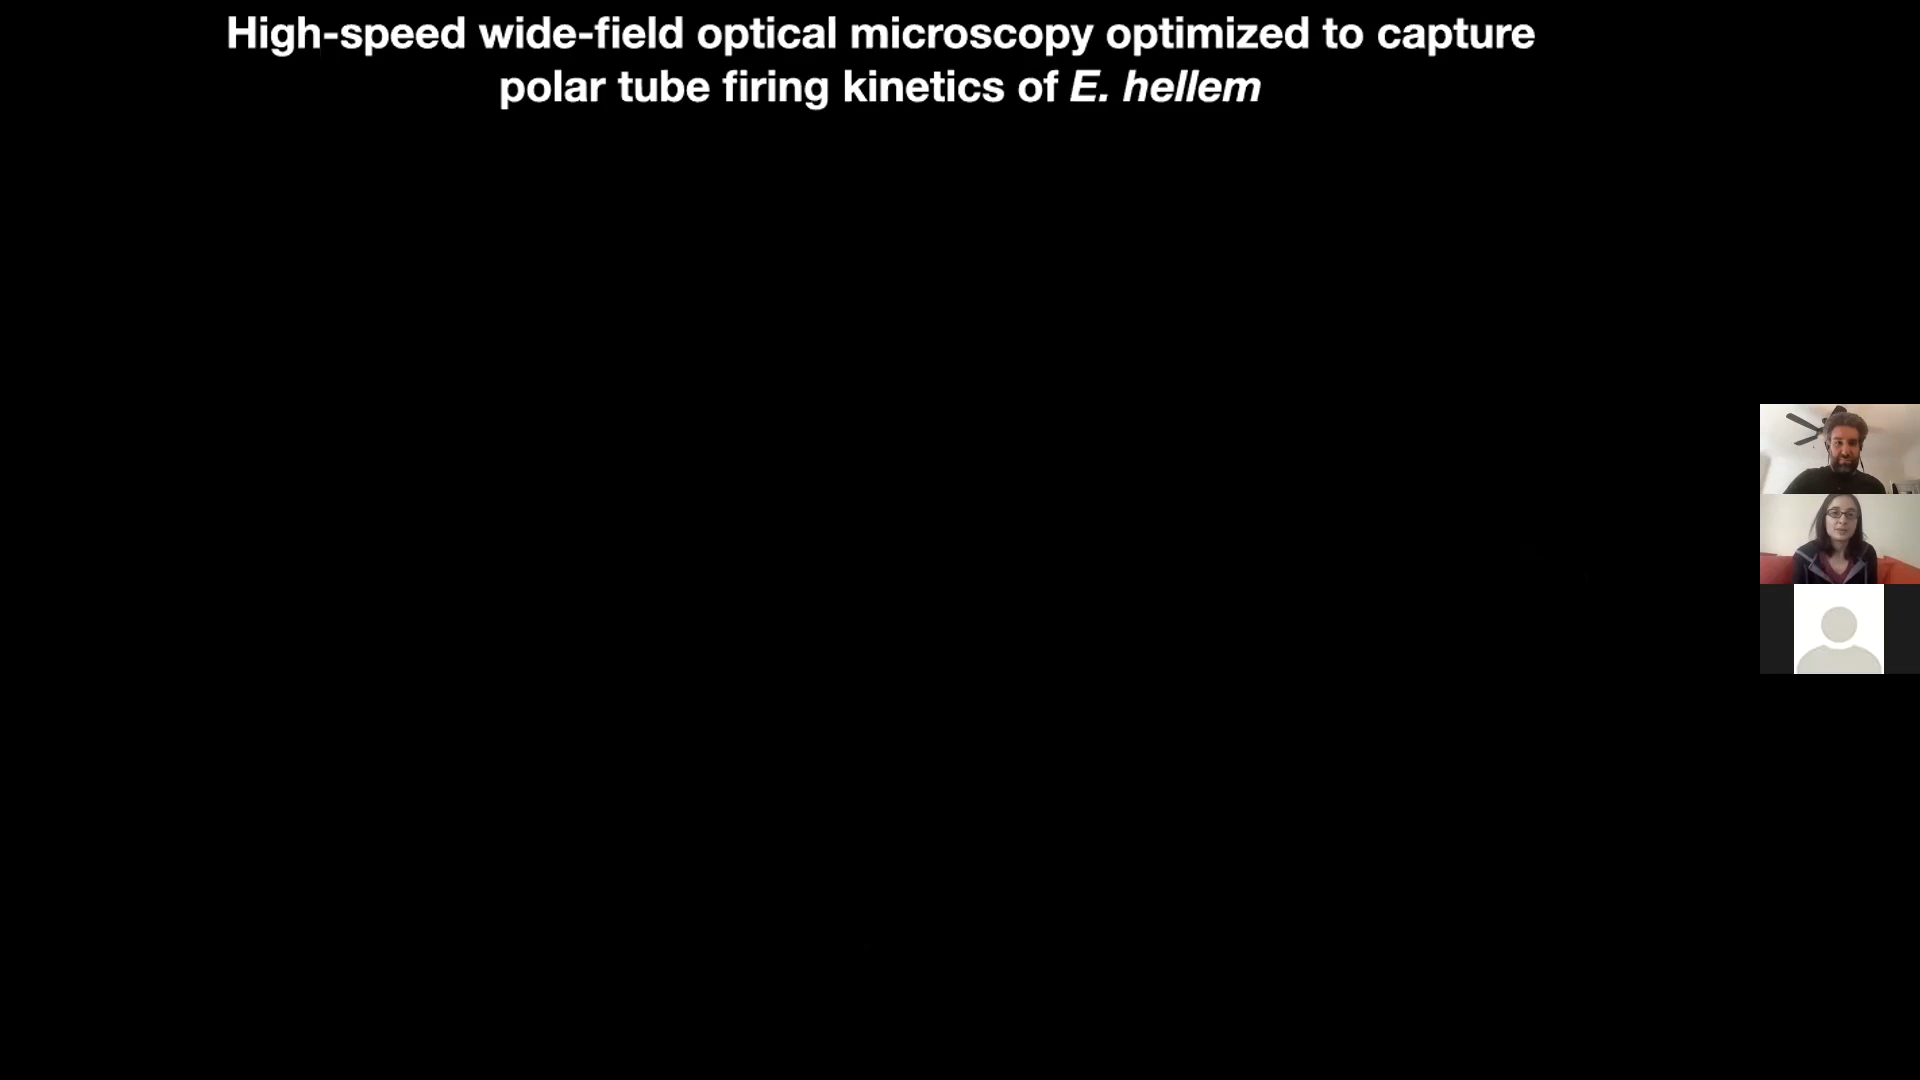 High-speed wide-field optical microscopy optimized to capture
polar tube firing kinetics of E. hellem